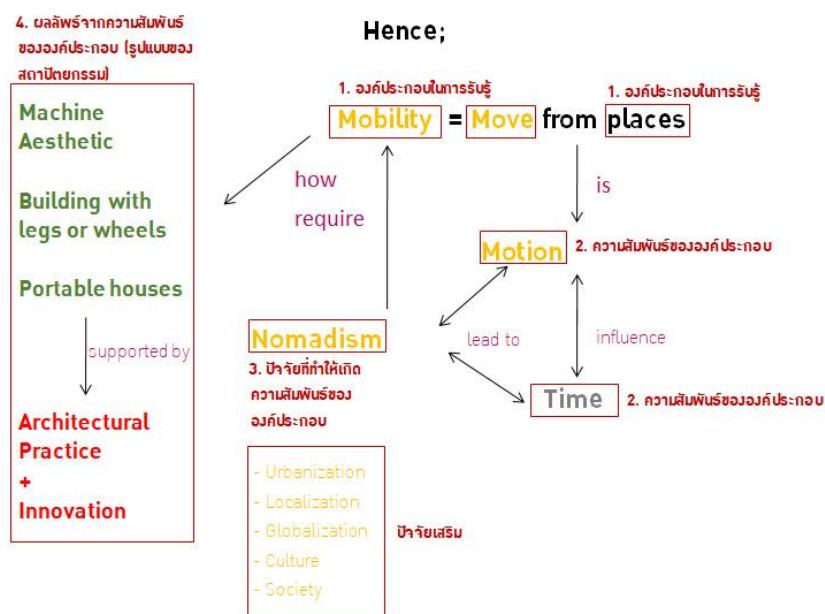 4. ผลลัพธ์จากความสัมพันธ์
ขององค์ประกอบ (รูปแบบของ
สถาปัตยกรรม)
Hence;
1. องค์ประกอบในการรับรู้
1. องค์ประกอบในการรับรู้
Mobility = Move from places
Machine
Aesthetic
Building with
legs or wheels
Portable houses
supported by
Architectural
Practice
+
Innovation
how
require
is
Motion
2. ความสัมพันธ์ขององค์ประกอบ
Nomadism
lead to
influence
3. ปัจจัยที่ทำให้เกิด
ความสัมพันธ์ของ
องค์ประกอบ
Time
2. ความสัมพันธ์ขององค์ประกอบ
- Urbanization
- Localization
- Globalization
- Culture
- Society
ปัจจัยเสริม